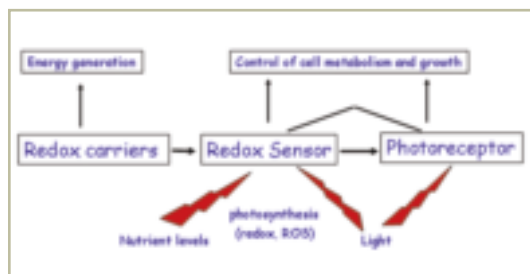 Energy generation
Control of cell metabolism and growth
Redox carriers
Redox Sensor
Photoreceptor
photosynthesis
(redox, ROS)
Nutrient levels
Light